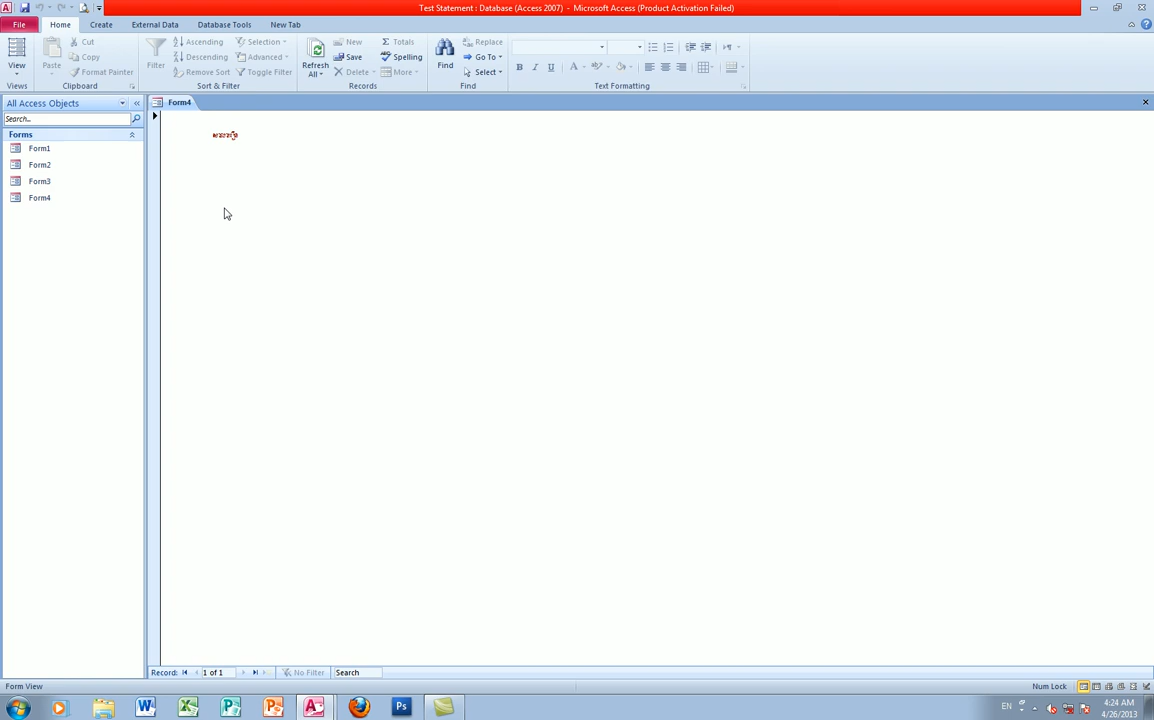 Test Statement : Database (Access 2007) - Microsoft Access (Product Activation Failed)
File Home Create External Data Database Tools New Tab
View
Views
Paste
Cut
Copy
Format Painter
Clipboard
Filter
Ascending
Descending
Remove Sort
Selection
Advanced
Toggle Filter
Sort & Filter
Refresh All
New
Save
Delete
Totals
Spelling
More
Records
Find
Replace
Go To
Select
Find
B I U A
Text Formatting
All Access Objects
Search...
Forms
Form1
Form2
Form3
Form4
Form4
Record: 1 of 1 No Filter Search
Form View
Num Lock
W X P P A Ps
EN
4:24 AM
4/26/2013